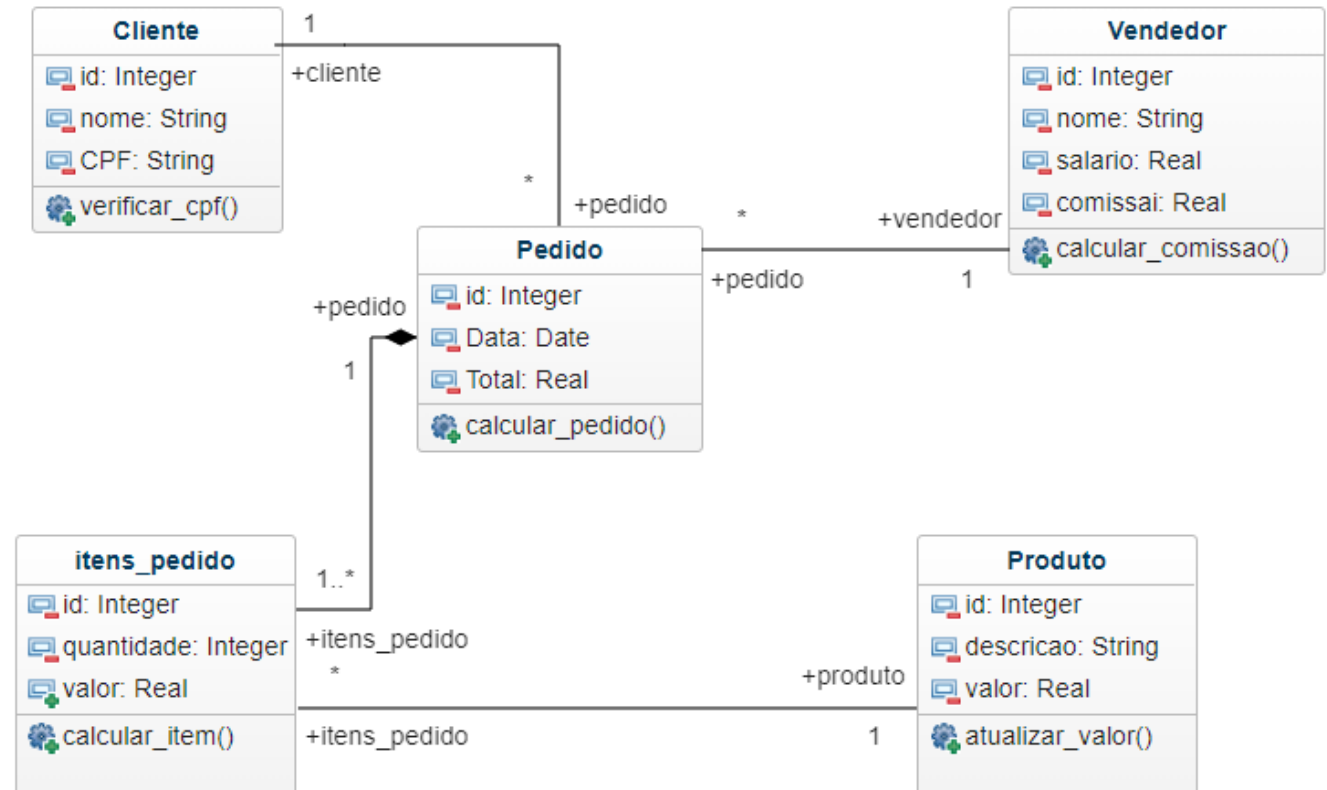 Cliente
id: Integer
nome: String
CPF: String
verificar_cpf()
1
+cliente
*
+pedido
Vendedor
id: Integer
nome: String
salario: Real
comissai: Real
calcular_comissao()
*
+vendedor
+pedido
1
Pedido
id: Integer
Data: Date
Total: Real
calcular_pedido()
+pedido
1
1..*
+itens_pedido
itens_pedido
id: Integer
quantidade: Integer
valor: Real
calcular_item()
*
+itens_pedido
+produto
1
Produto
id: Integer
descricao: String
valor: Real
atualizar_valor()